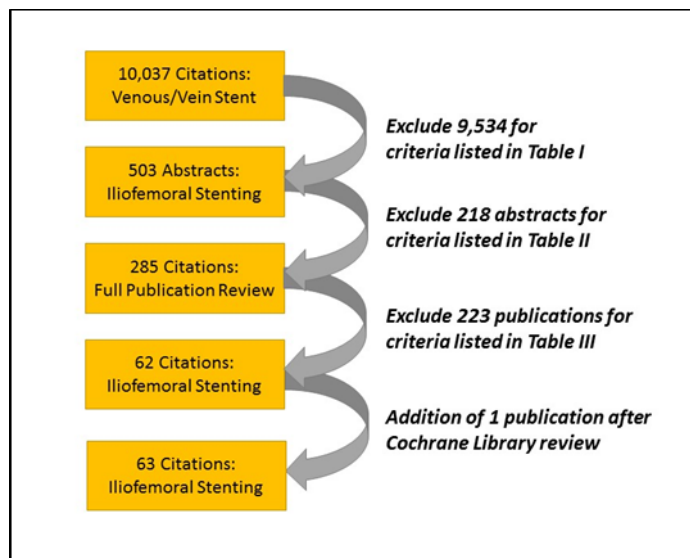 10,037 Citations:
Venous/Vein Stent
Exclude 9,534 for
criteria listed in Table I
503 Abstracts:
Iliofemoral Stenting
Exclude 218 abstracts for
criteria listed in Table II
285 Citations:
Full Publication Review
Exclude 223 publications for
criteria listed in Table III
62 Citations:
Iliofemoral Stenting
Addition of 1 publication after
Cochrane Library review
63 Citations:
Iliofemoral Stenting